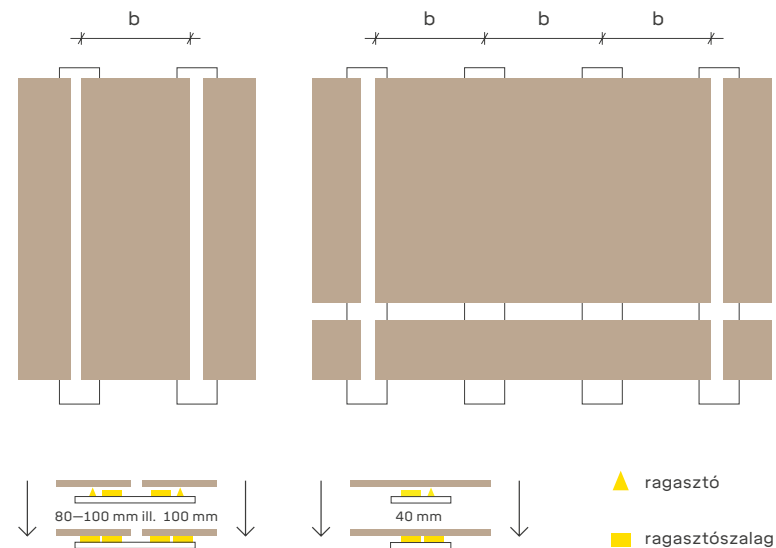 b
b b b
80—100 mm ill. 100 mm
40 mm
ragasztó
ragasztószalag